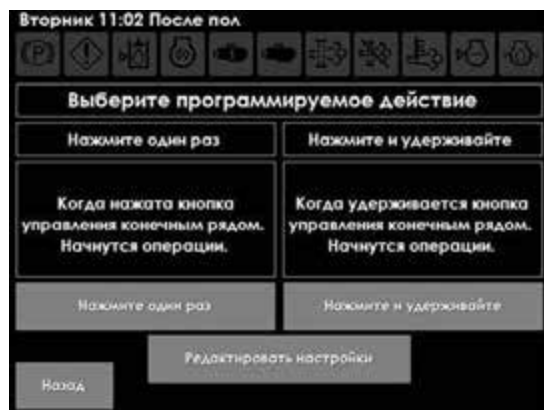 Вторник 11:02 После пол
Выберите программируемое действие
Нажмите один раз
Нажмите и удерживайте
Когда нажата кнопка
управления конечным рядом.
Начнутся операции.
Когда удерживается кнопка
управления конечным рядом.
Начнутся операции.
Нажмите один раз
Нажмите и удерживайте
Редактировать настройки
Назад